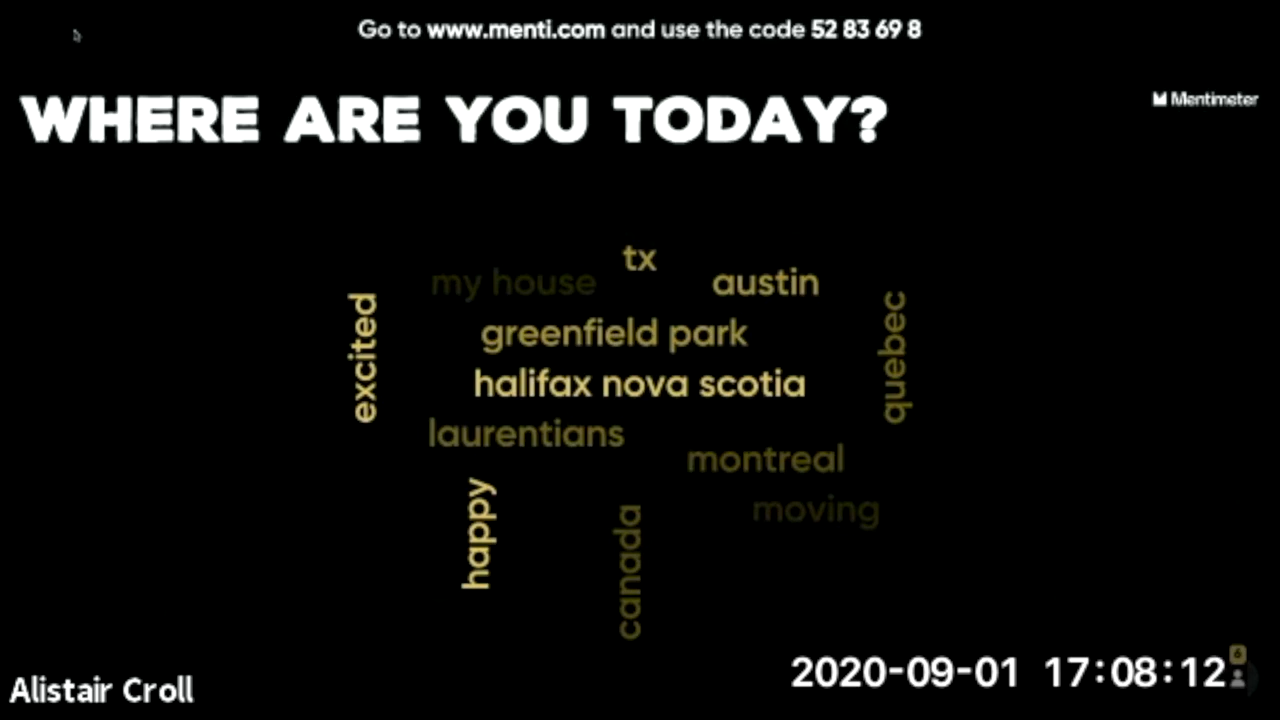 Go to www.menti.com and use the code 52 83 69 8
WHERE ARE YOU TODAY?
Mentimeter
tx
my house
austin
excited
greenfield park
quebec
halifax nova scotia
laurentians
montreal
happy
moving
canada
6
2020-09-01 17:08:12
Alistair Croll